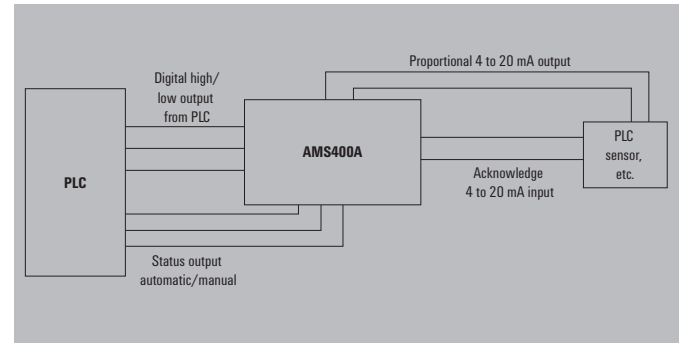 Proportional 4 to 20 mA output
Digital high/
low output
from PLC
PLC
AMS400A
PLC
sensor,
etc.
Acknowledge
4 to 20 mA input
Status output
automatic/manual